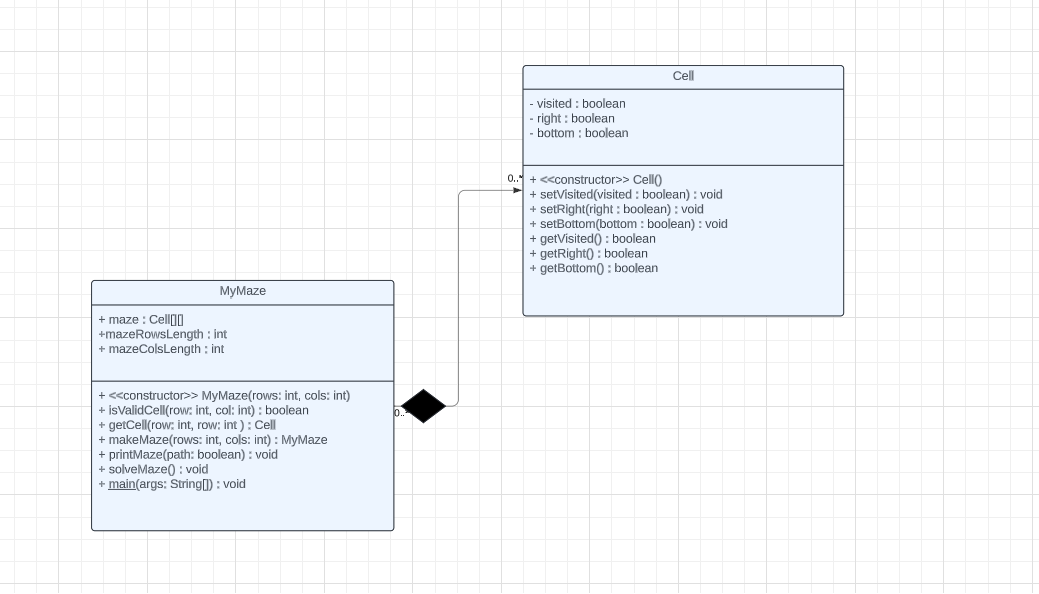 Cell
- visited : boolean
- right : boolean
- bottom : boolean
0..*
+ <<constructor>> Cell()
+ setVisited(visited : boolean) : void
+ setRight(right : boolean) : void
+ setBottom(bottom : boolean) : void
+ getVisited() : boolean
+ getRight() : boolean
+ getBottom() : boolean
MyMaze
+ maze : Cell[][]
+mazeRowsLength : int
+ mazeColsLength : int
+ <<constructor>> MyMaze(rows: int, cols: int)
+ isValidCell(row: int, col: int) : boolean
+ getCell(row: int, row: int ) : Cell
+ makeMaze(rows: int, cols: int) : MyMaze
+ printMaze(path: boolean) : void
+ solveMaze() : void
+ main(args: String[]) : void
0..*